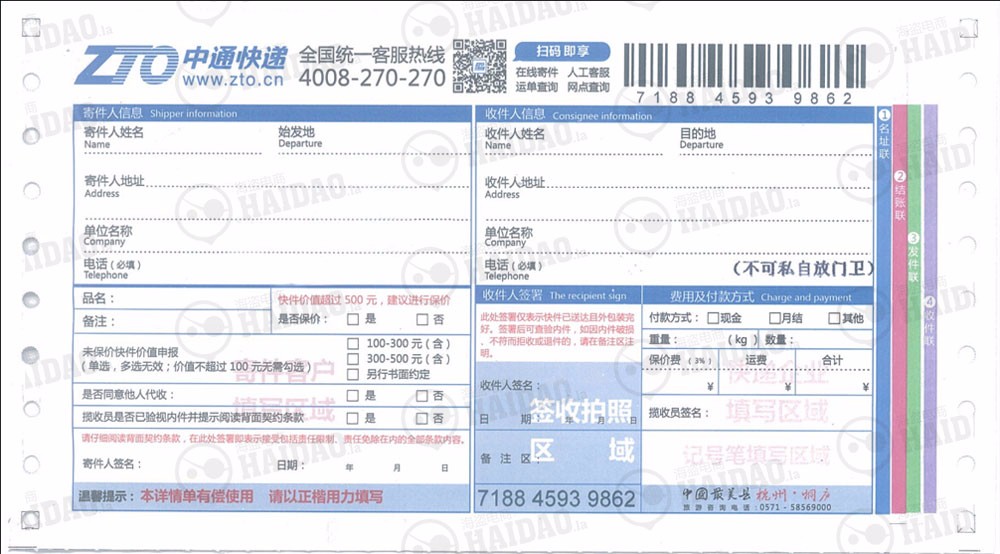 ZTO 中通快递 全国统一客服热线
www.zto.cn 4008-270-270
扫码 即享
在线寄件 人工客服
运单查询 网点查询
7188 4593 9862
寄件人信息 Shipper information
寄件人姓名 始发地
Name Departure
寄件人地址
Address
单位名称
Company
电话(必填)
Telephone
收件人信息 Consignee information
收件人姓名 目的地
Name Departure
收件人地址
Address
单位名称
Company
电话(必填) (不可私自放门卫)
Telephone
品名: 快件价值超过 500 元,建议进行保价
备注: 是否保价: 是 否
未保价快件价值申报
(单选,多选无效;价值不超过 100 元无需勾选)
100-300 元(含)
300-500 元(含)
另行书面约定
寄件客户
填写区域
是否同意他人代收: 是 否
揽收员是否已验视内件并提示阅读背面契约条款 是 否
请仔细阅读背面契约条款,在此处签署即表示接受包括责任限制、责任免除在内的全部条款内容。
寄件人签名: 日期: 年 月 日
温馨提示: 本详情单有偿使用 请以正楷用力填写
收件人签署 The recipient sign
此处签署仅表示快件已送达且外包装完
好。签署后可查验内件,如因内件破损
、不符而拒收或退件的,请在备注区注
明。
收件人签名:
日 期: 年 月 日
签收拍照
区 域
备 注 区:
7188 4593 9862
费用及付款方式 Charge and payment
付款方式: 现金 月结 其他
重量: (kg) 数量:
保价费(3%) 运费 合计
¥ ¥ ¥
快递企业
填写区域
揽收员签名:
记号笔填写区域
中国最美县 杭州·桐庐
旅游咨询电话:0571-58569000
①名址联
②结账联
③发件联
④收件联
海盗电商
HAIDAO.la